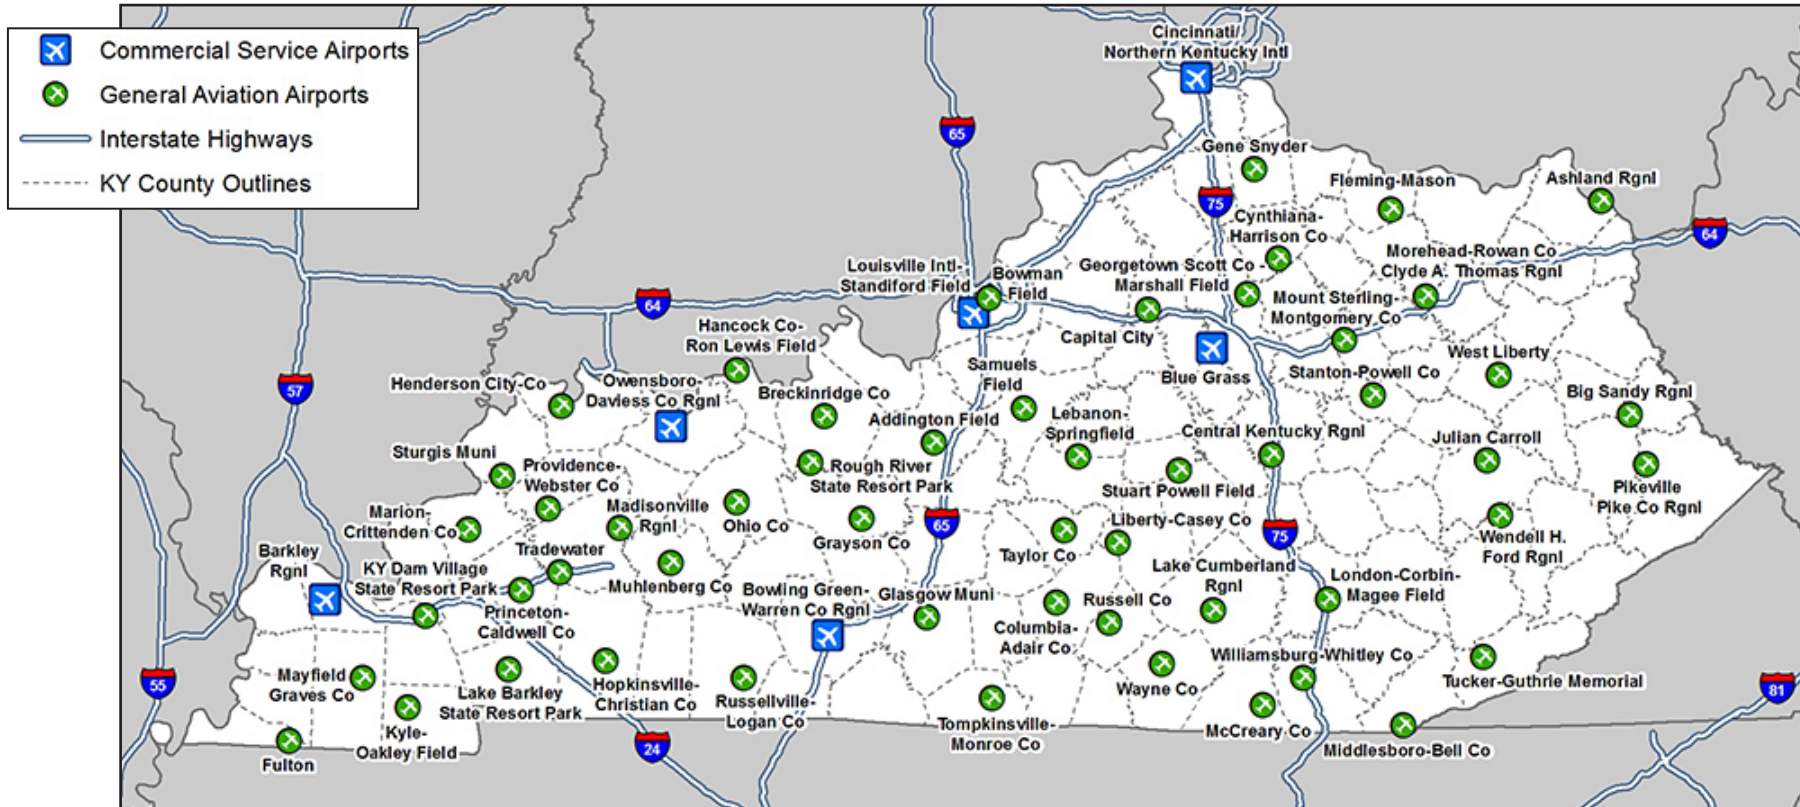 Commercial Service Airports
General Aviation Airports
Interstate Highways
KY County Outlines
Cincinnati/
Northern Kentucky Intl
65
Gene Snyder
75
Fleming-Mason
Ashland Rgnl
Cynthiana-
Harrison Co
64
Morehead-Rowan Co
Clyde A. Thomas Rgnl
Louisville Intl-
Standiford Field
Bowman
Field
Georgetown Scott Co -
Marshall Field
64
Mount Sterling-
Montgomery Co
Hancock Co-
Ron Lewis Field
Capital City
Blue Grass
Samuels
Field
West Liberty
Stanton-Powell Co
57
Henderson City-Co
Owensboro-
Daviess Co Rgnl
Breckinridge Co
Big Sandy Rgnl
Addington Field
Lebanon-
Springfield
Central Kentucky Rgnl
Julian Carroll
Sturgis Muni
Providence-
Webster Co
Rough River
State Resort Park
Stuart Powell Field
Pikeville
Pike Co Rgnl
Marion-
Crittenden Co
Madisonville
Rgnl
Ohio Co
Grayson Co
65
Taylor Co
Liberty-Casey Co
75
Wendell H.
Ford Rgnl
Barkley
Rgnl
Tradewater
KY Dam Village
State Resort Park
Muhlenberg Co
Bowling Green-
Warren Co Rgnl
Glasgow Muni
Lake Cumberland
Rgnl
London-Corbin-
Magee Field
Princeton-
Caldwell Co
Russell Co
Columbia-
Adair Co
55
Mayfield
Graves Co
Lake Barkley
State Resort Park
Hopkinsville-
Christian Co
Russellville-
Logan Co
Wayne Co
Williamsburg-Whitley Co
Tucker-Guthrie Memorial
81
Kyle-
Oakley Field
Fulton
24
Tompkinsville-
Monroe Co
McCreary Co
Middlesboro-Bell Co